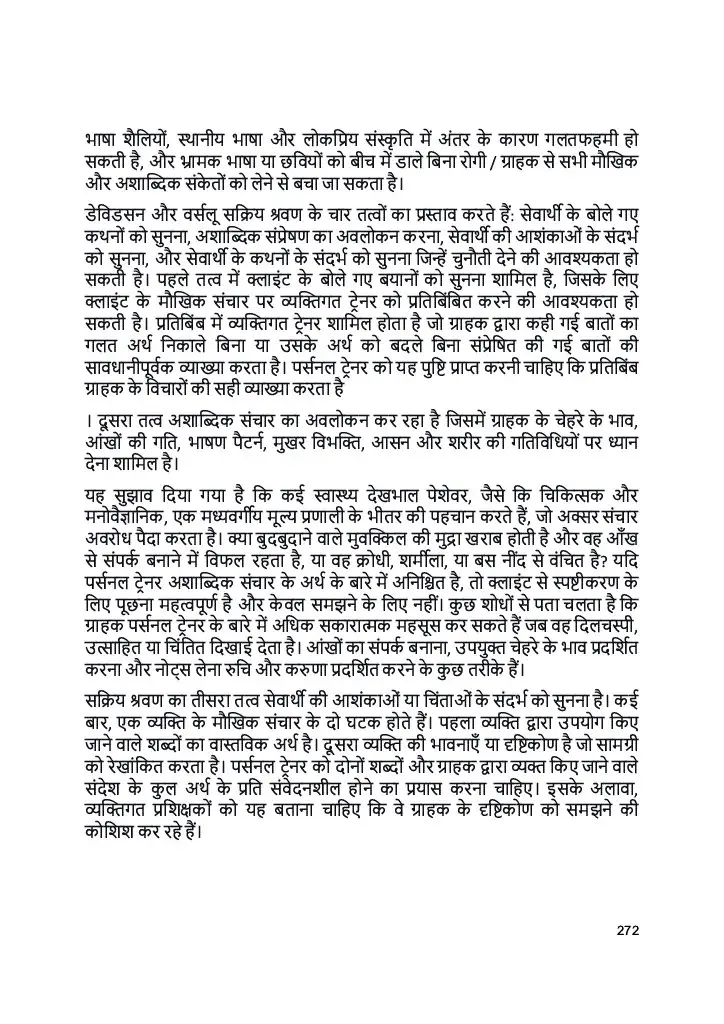 भाषा शैलियों, स्थानीय भाषा और लोकप्रिय संस्कृति में अंतर के कारण गलतफहमी हो
सकती है, और भ्रामक भाषा या छवियों को बीच में डाले बिना रोगी / ग्राहक से सभी मौखिक
और अशाब्दिक संकेतों को लेने से बचा जा सकता है।
डेविडसन और वर्सलू सक्रिय श्रवण के चार तत्वों का प्रस्ताव करते हैं: सेवार्थी के बोले गए
कथनों को सुनना, अशाब्दिक संप्रेषण का अवलोकन करना, सेवार्थी की आशंकाओं के संदर्भ
को सुनना, और सेवार्थी के कथनों के संदर्भ को सुनना जिन्हें चुनौती देने की आवश्यकता हो
सकती है। पहले तत्व में क्लाइंट के बोले गए बयानों को सुनना शामिल है, जिसके लिए
क्लाइंट के मौखिक संचार पर व्यक्तिगत ट्रेनर को प्रतिबिंबित करने की आवश्यकता हो
सकती है। प्रतिबिंब में व्यक्तिगत ट्रेनर शामिल होता है जो ग्राहक द्वारा कही गई बातों का
गलत अर्थ निकाले बिना या उसके अर्थ को बदले बिना संप्रेषित की गई बातों की
सावधानीपूर्वक व्याख्या करता है। पर्सनल ट्रेनर को यह पुष्टि प्राप्त करनी चाहिए कि प्रतिबिंब
ग्राहक के विचारों की सही व्याख्या करता है
। दूसरा तत्व अशाब्दिक संचार का अवलोकन कर रहा है जिसमें ग्राहक के चेहरे के भाव,
आंखों की गति, भाषण पैटर्न, मुखर विभक्ति, आसन और शरीर की गतिविधियों पर ध्यान
देना शामिल है।
यह सुझाव दिया गया है कि कई स्वास्थ्य देखभाल पेशेवर, जैसे कि चिकित्सक और
मनोवैज्ञानिक, एक मध्यवर्गीय मूल्य प्रणाली के भीतर की पहचान करते हैं, जो अक्सर संचार
अवरोध पैदा करता है। क्या बुदबुदाने वाले मुवक्किल की मुद्रा खराब होती है और वह आँख
से संपर्क बनाने में विफल रहता है, या वह क्रोधी, शर्मीला, या बस नींद से वंचित है? यदि
पर्सनल ट्रेनर अशाब्दिक संचार के अर्थ के बारे में अनिश्चित है, तो क्लाइंट से स्पष्टीकरण के
लिए पूछना महत्वपूर्ण है और केवल समझने के लिए नहीं। कुछ शोधों से पता चलता है कि
ग्राहक पर्सनल ट्रेनर के बारे में अधिक सकारात्मक महसूस कर सकते हैं जब वह दिलचस्पी,
उत्साहित या चिंतित दिखाई देता है। आंखों का संपर्क बनाना, उपयुक्त चेहरे के भाव प्रदर्शित
करना और नोट्स लेना रुचि और करुणा प्रदर्शित करने के कुछ तरीके हैं।
सक्रिय श्रवण का तीसरा तत्व सेवार्थी की आशंकाओं या चिंताओं के संदर्भ को सुनना है। कई
बार, एक व्यक्ति के मौखिक संचार के दो घटक होते हैं। पहला व्यक्ति द्वारा उपयोग किए
जाने वाले शब्दों का वास्तविक अर्थ है। दूसरा व्यक्ति की भावनाएँ या दृष्टिकोण है जो सामग्री
को रेखांकित करता है। पर्सनल ट्रेनर को दोनों शब्दों और ग्राहक द्वारा व्यक्त किए जाने वाले
संदेश के कुल अर्थ के प्रति संवेदनशील होने का प्रयास करना चाहिए। इसके अलावा,
व्यक्तिगत प्रशिक्षकों को यह बताना चाहिए कि वे ग्राहक के दृष्टिकोण को समझने की
कोशिश कर रहे हैं।
272